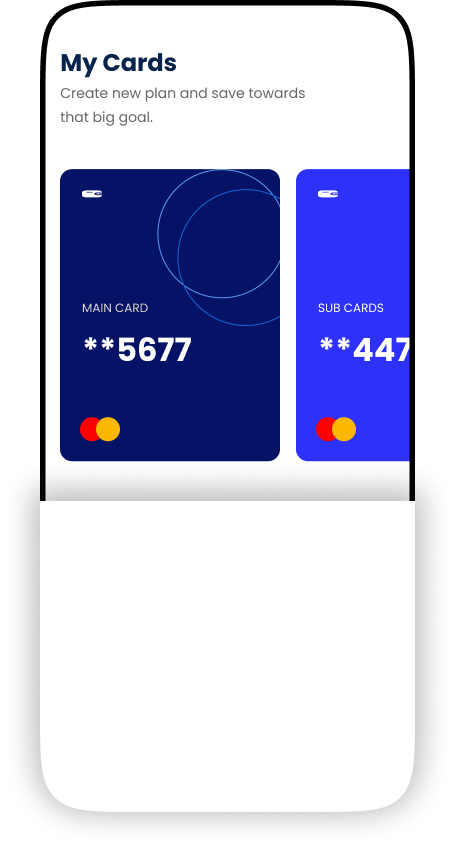 My Cards
Create new plan and save towards
that big goal.
MAIN CARD
**5677
SUB CARDS
**447